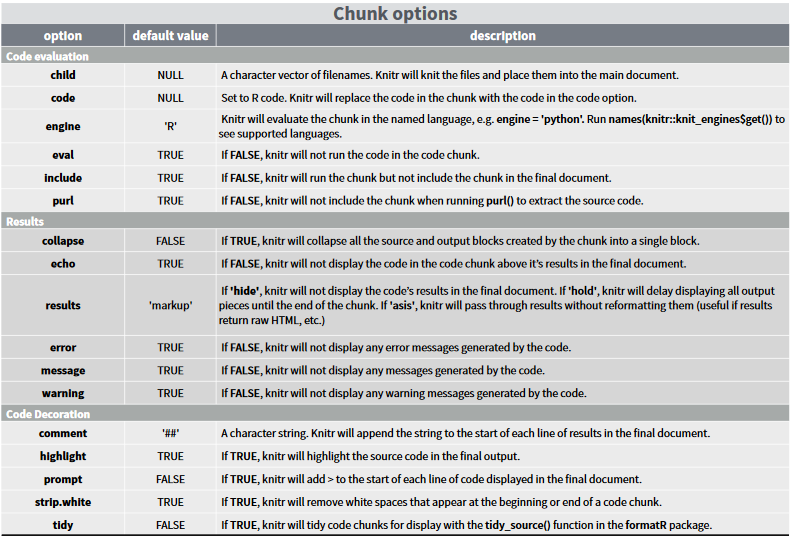 Chunk options
option default value description
Code evaluation
child NULL A character vector of filenames. Knitr will knit the files and place them into the main document.
code NULL Set to R code. Knitr will replace the code in the chunk with the code in the code option.
engine 'R' Knitr will evaluate the chunk in the named language, e.g. engine = 'python'. Run names(knitr::knit_engines$get()) to
see supported languages.
eval TRUE If FALSE, knitr will not run the code in the code chunk.
include TRUE If FALSE, knitr will run the chunk but not include the chunk in the final document.
purl TRUE If FALSE, knitr will not include the chunk when running purl() to extract the source code.
Results
collapse FALSE If TRUE, knitr will collapse all the source and output blocks created by the chunk into a single block.
echo TRUE If FALSE, knitr will not display the code in the code chunk above it's results in the final document.
results 'markup' If 'hide', knitr will not display the code's results in the final document. If 'hold', knitr will delay displaying all output
pieces until the end of the chunk. If 'asis', knitr will pass through results without reformatting them (useful if results
return raw HTML, etc.)
error TRUE If FALSE, knitr will not display any error messages generated by the code.
message TRUE If FALSE, knitr will not display any messages generated by the code.
warning TRUE If FALSE, knitr will not display any warning messages generated by the code.
Code Decoration
comment '##' A character string. Knitr will append the string to the start of each line of results in the final document.
highlight TRUE If TRUE, knitr will highlight the source code in the final output.
prompt FALSE If TRUE, knitr will add > to the start of each line of code displayed in the final document.
strip.white TRUE If TRUE, knitr will remove white spaces that appear at the beginning or end of a code chunk.
tidy FALSE If TRUE, knitr will tidy code chunks for display with the tidy_source() function in the formatR package.